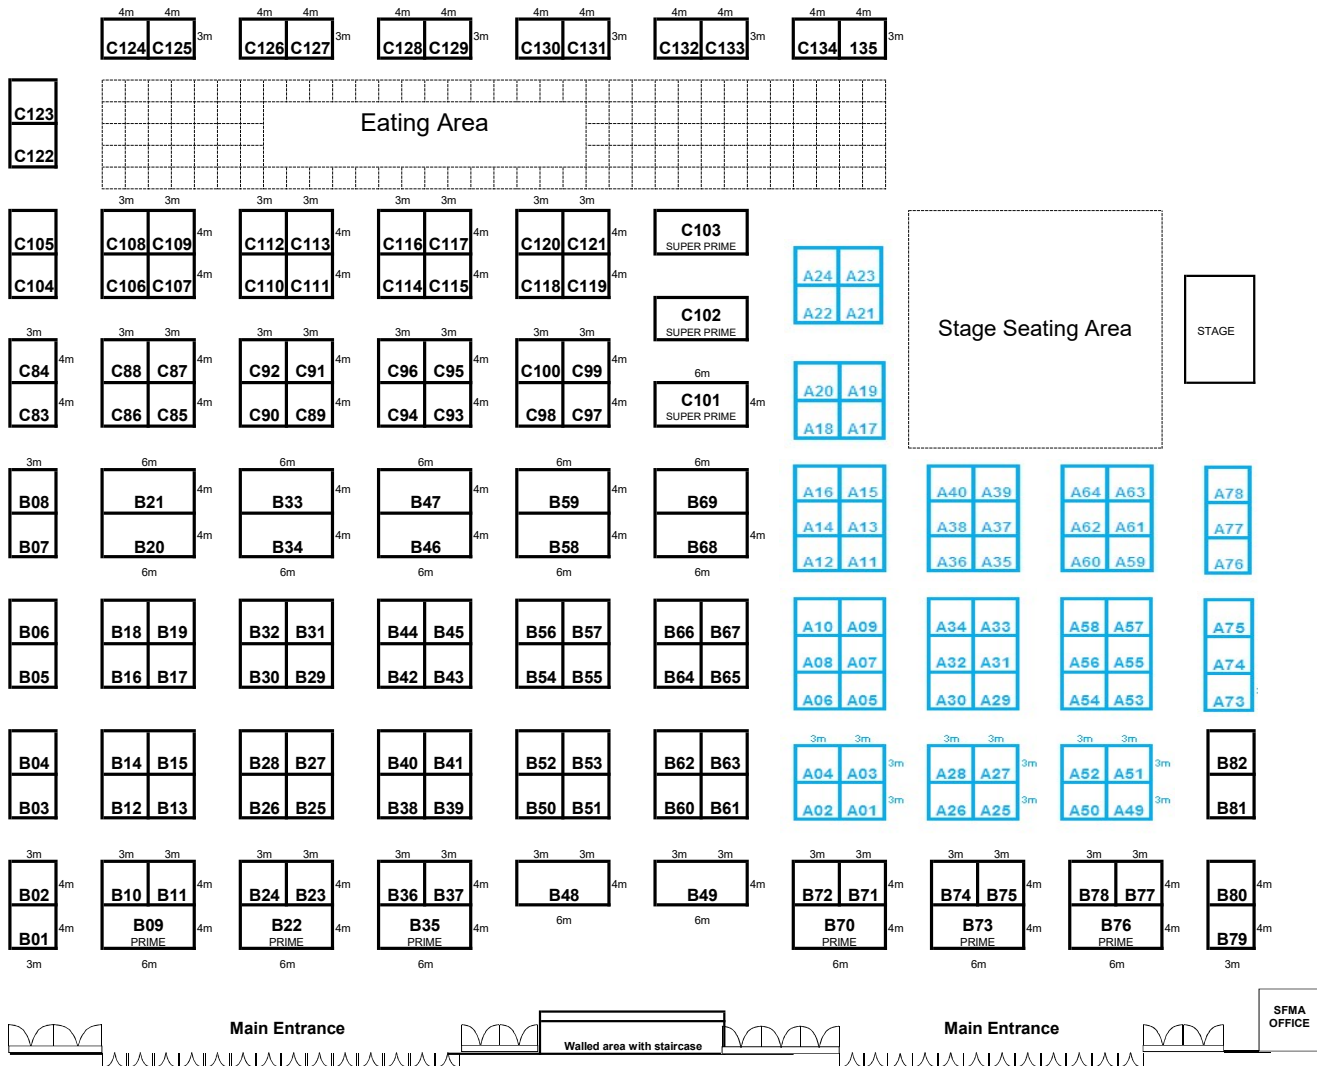 4m 4m 4m 4m 4m 4m 4m 4m 4m 4m 4m 4m
C124 C125 3m C126 C127 3m C128 C129 3m C130 C131 3m C132 C133 3m C134 135 3m
C123
Eating Area
C122
3m 3m 3m 3m 3m 3m 3m 3m
C105 C108 C109 4m C112 C113 4m C116 C117 4m C120 C121 4m C103
SUPER PRIME
C104 C106 C107 4m C110 C111 4m C114 C115 4m C118 C119 4m
A24 A23
A22 A21
C102
SUPER PRIME
Stage Seating Area
STAGE
3m 3m 3m 3m 3m 3m 3m 3m 3m
C84 4m C88 C87 4m C92 C91 4m C96 C95 4m C100 C99 4m
6m
C83 4m C86 C85 4m C90 C89 4m C94 C93 4m C98 C97 4m C101 4m
SUPER PRIME
A20 A19
A18 A17
3m 6m 6m 6m 6m 6m
B08 B21 4m B33 4m B47 4m B59 4m B69
B07 B20 4m B34 4m B46 4m B58 4m B68 4m
6m 6m 6m 6m 6m
A16 A15 A40 A39 A64 A63 A78
A14 A13 A38 A37 A62 A61 A77
A12 A11 A36 A35 A60 A59 A76
B06 B18 B19 B32 B31 B44 B45 B56 B57 B66 B67
B05 B16 B17 B30 B29 B42 B43 B54 B55 B64 B65
A10 A09 A34 A33 A58 A57 A75
A08 A07 A32 A31 A56 A55 A74
A06 A05 A30 A29 A54 A53 A73
3m 3m 3m 3m 3m 3m
B04 B14 B15 B28 B27 B40 B41 B52 B53 B62 B63 A04 A03 3m A28 A27 3m A52 A51 3m B82
B03 B12 B13 B26 B25 B38 B39 B50 B51 B60 B61 A02 A01 3m A26 A25 3m A50 A49 3m B81
3m 3m 3m 3m 3m 3m 3m 3m 3m 3m 3m 3m 3m 3m 3m 3m 3m 3m
B02 4m B10 B11 4m B24 B23 4m B36 B37 4m B48 4m B49 4m B72 B71 4m B74 B75 4m B78 B77 4m B80 4m
6m 6m
B01 4m B09 4m B22 4m B35 4m B70 4m B73 4m B76 4m B79 4m
PRIME PRIME PRIME PRIME PRIME PRIME
3m 6m 6m 6m 6m 6m 6m 3m
Main Entrance
Walled area with staircase
Main Entrance
SFMA
OFFICE